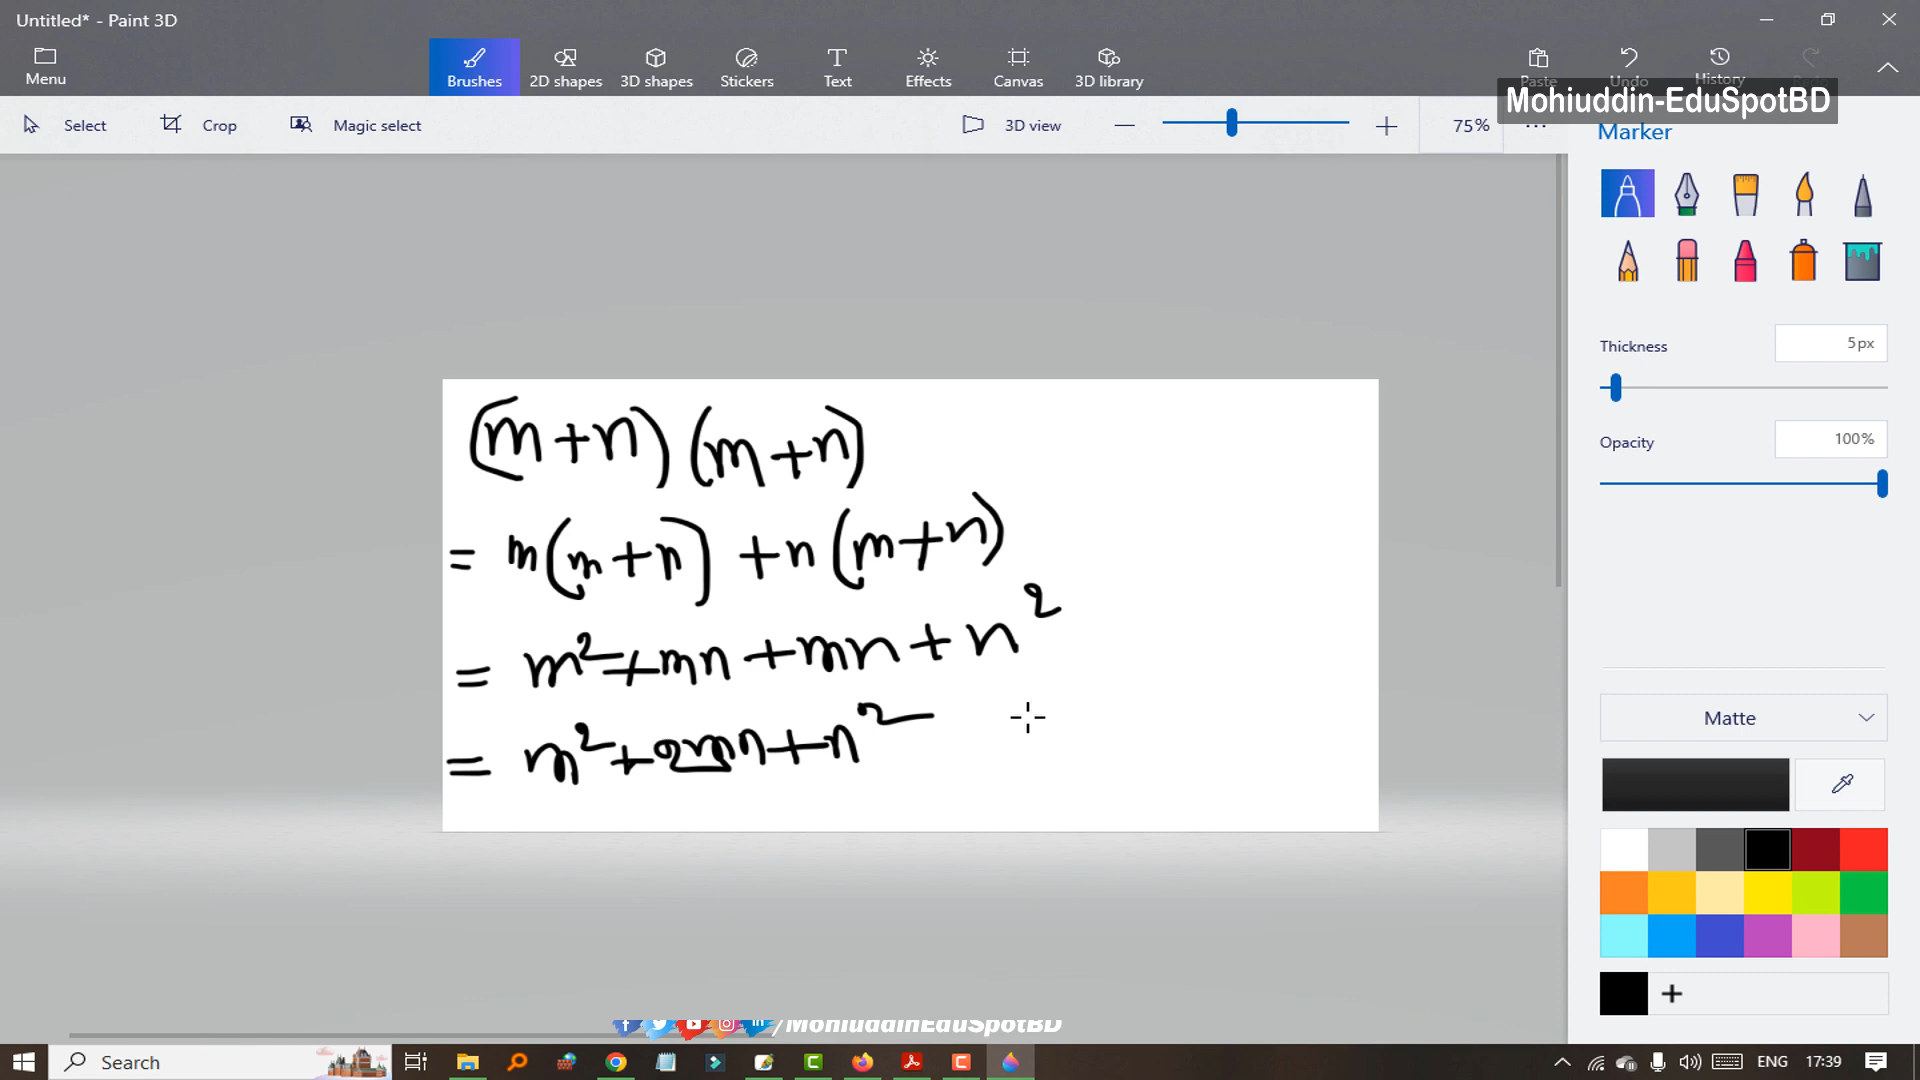 Untitled* - Paint 3D
Menu
Brushes
2D shapes
3D shapes
Stickers
Text
Effects
Canvas
3D library
Paste
Undo
History
Mohiuddin-EduSpotBD
Select
Crop
Magic select
3D view
75%
Marker
Thickness
5px
Opacity
100%
(m+n)(m+n)
= m(m+n) + n(m+n)
= m²+mn+mn+n²
= m²+2mn+n²
Matte
/MohiuddinEduSpotBD
Search
ENG
17:39